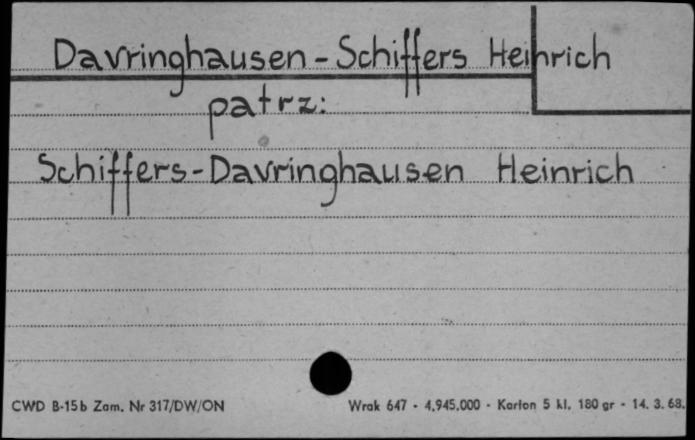 Davringhausen-Schiffers Heinrich
patrz:
Schiffers-Davringhausen Heinrich
CWD B-15b Zam. Nr 317/DW/ON Wrak 647 - 4.945.000 - Karton 5 kl. 180 gr - 14. 3. 68.